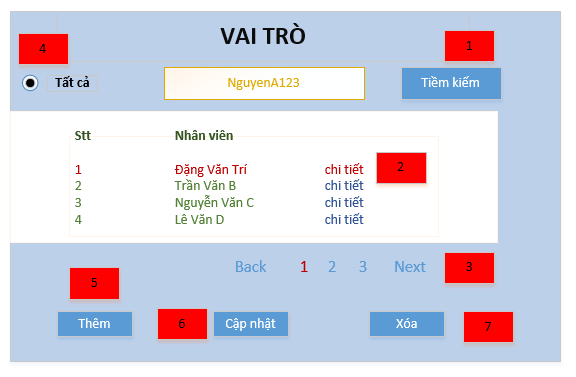 VAI TRÒ
4
1
Tất cả
NguyenA123
Tiềm kiếm
Stt Nhân viên
1 Đặng Văn Trí chi tiết
2
2 Trần Văn B chi tiết
3 Nguyễn Văn C chi tiết
4 Lê Văn D chi tiết
Back 1 2 3 Next 3
5
Thêm 6 Cập nhật Xóa 7